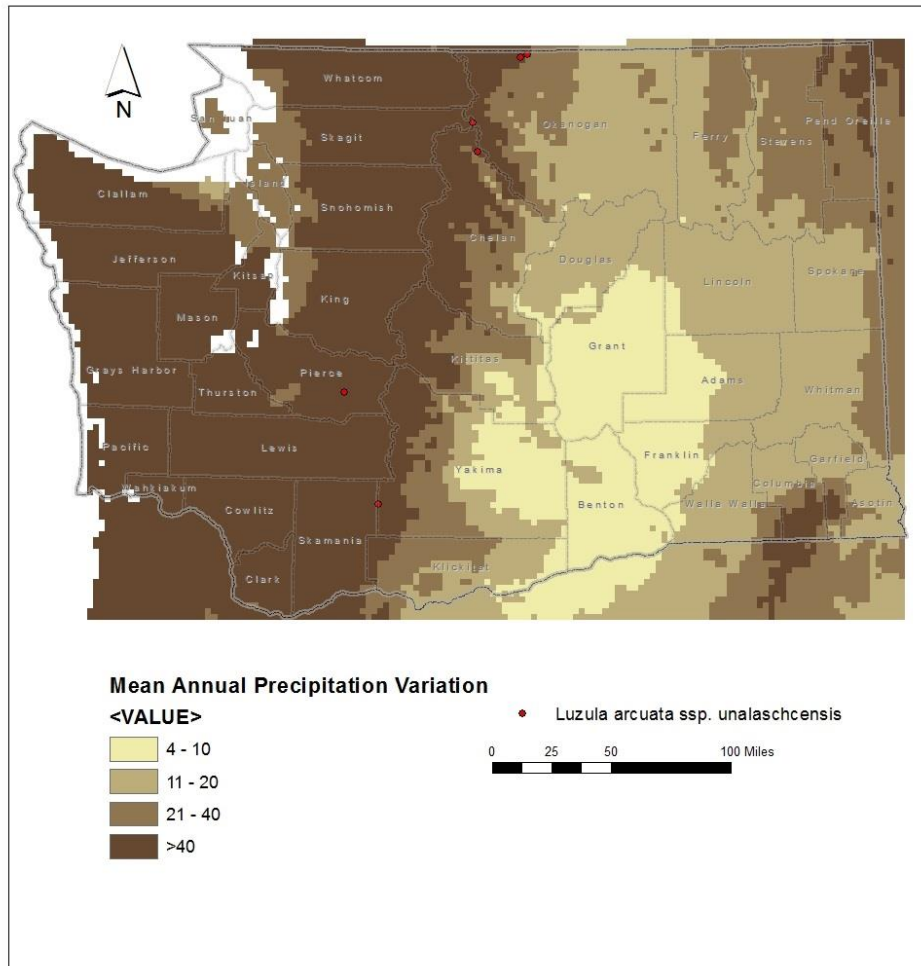 N
Whatcom
San Juan
Okanogan
Pend Oreille
Ferry
Stevens
Skagit
Island
Clallam
Snohomish
Chelan
Jefferson
Douglas
Kitsap
Lincoln
Spokane
King
Mason
Grant
Kittitas
Grays Harbor
Pierce
Thurston
Adams
Whitman
Pacific
Lewis
Yakima
Franklin
Garfield
Wahkiakum
Columbia
Benton
Walla Walla
Asotin
Cowlitz
Skamania
Klickitat
Clark
Mean Annual Precipitation Variation
<VALUE>
4 - 10
11 - 20
21 - 40
>40
Luzula arcuata ssp. unalaschcensis
0 25 50 100 Miles